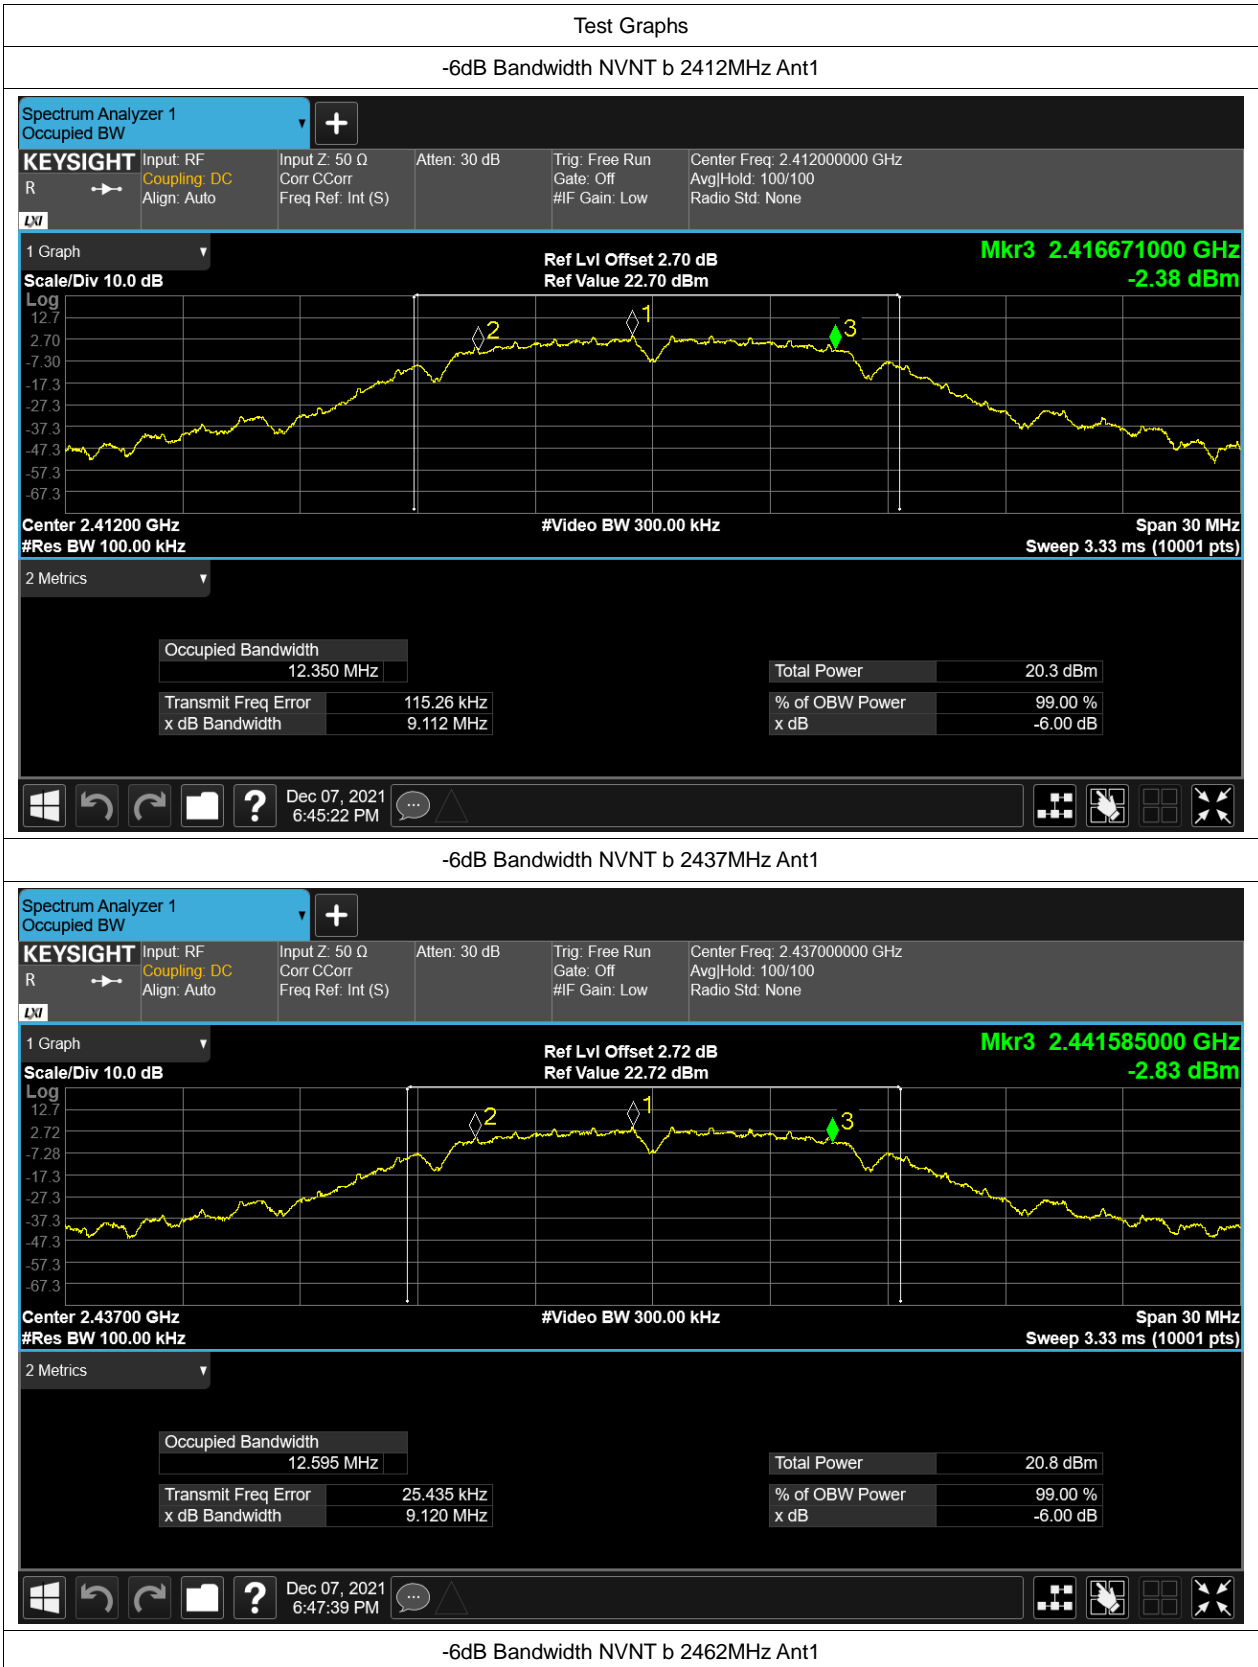 Test Graphs
-6dB Bandwidth NVNT b 2412MHz Ant1
Spectrum Analyzer 1
Occupied BW
KEYSIGHT Input: RF Input Z: 50 Ω Atten: 30 dB Trig: Free Run Center Freq: 2.412000000 GHz
R Coupling: DC Corr CCorr Gate: Off Avg|Hold: 100/100
Align: Auto Freq Ref: Int (S) #IF Gain: Low Radio Std: None
LXI
1 Graph Ref Lvl Offset 2.70 dB Mkr3 2.416671000 GHz
Scale/Div 10.0 dB Ref Value 22.70 dBm -2.38 dBm
Log
12.7
2.70
-7.30
-17.3
-27.3
-37.3
-47.3
-57.3
-67.3
2 1 3
Center 2.41200 GHz #Video BW 300.00 kHz Span 30 MHz
#Res BW 100.00 kHz Sweep 3.33 ms (10001 pts)
2 Metrics
Occupied Bandwidth
12.350 MHz Total Power 20.3 dBm
Transmit Freq Error 115.26 kHz % of OBW Power 99.00 %
x dB Bandwidth 9.112 MHz x dB -6.00 dB
? Dec 07, 2021
6:45:22 PM
-6dB Bandwidth NVNT b 2437MHz Ant1
Spectrum Analyzer 1
Occupied BW
KEYSIGHT Input: RF Input Z: 50 Ω Atten: 30 dB Trig: Free Run Center Freq: 2.437000000 GHz
R Coupling: DC Corr CCorr Gate: Off Avg|Hold: 100/100
Align: Auto Freq Ref: Int (S) #IF Gain: Low Radio Std: None
LXI
1 Graph Ref Lvl Offset 2.72 dB Mkr3 2.441585000 GHz
Scale/Div 10.0 dB Ref Value 22.72 dBm -2.83 dBm
Log
12.7
2.72
-7.28
-17.3
-27.3
-37.3
-47.3
-57.3
-67.3
2 1 3
Center 2.43700 GHz #Video BW 300.00 kHz Span 30 MHz
#Res BW 100.00 kHz Sweep 3.33 ms (10001 pts)
2 Metrics
Occupied Bandwidth
12.595 MHz Total Power 20.8 dBm
Transmit Freq Error 25.435 kHz % of OBW Power 99.00 %
x dB Bandwidth 9.120 MHz x dB -6.00 dB
? Dec 07, 2021
6:47:39 PM
-6dB Bandwidth NVNT b 2462MHz Ant1